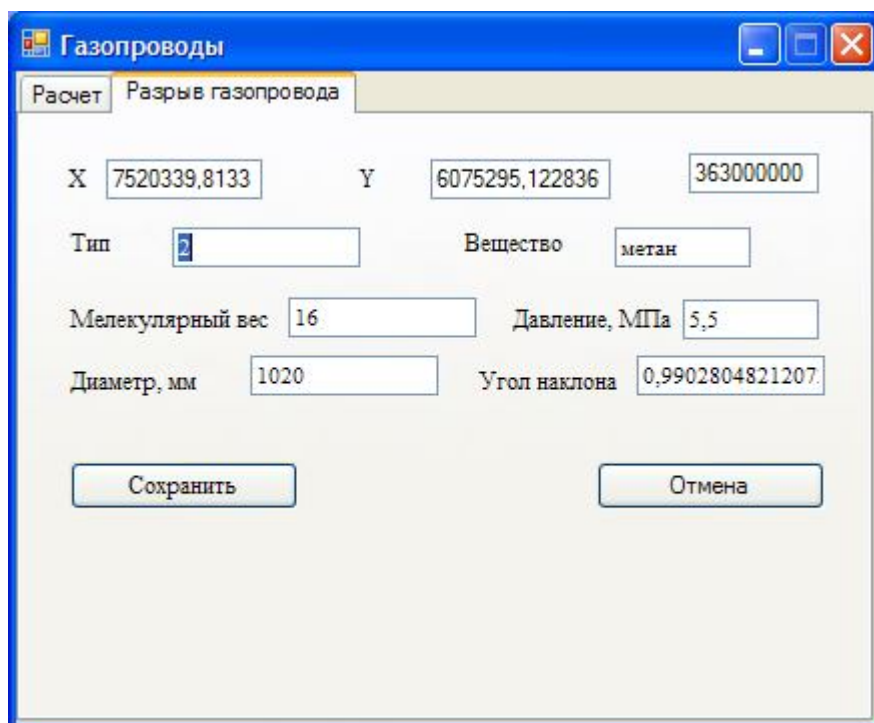 Газопроводы
Расчет Разрыв газопровода
X 7520339,8133 Y 6075295,122836 363000000
Тип 2 Вещество метан
Мелекулярный вес 16 Давление, МПа 5,5
Диаметр, мм 1020 Угол наклона 0,9902804821207
Сохранить Отмена